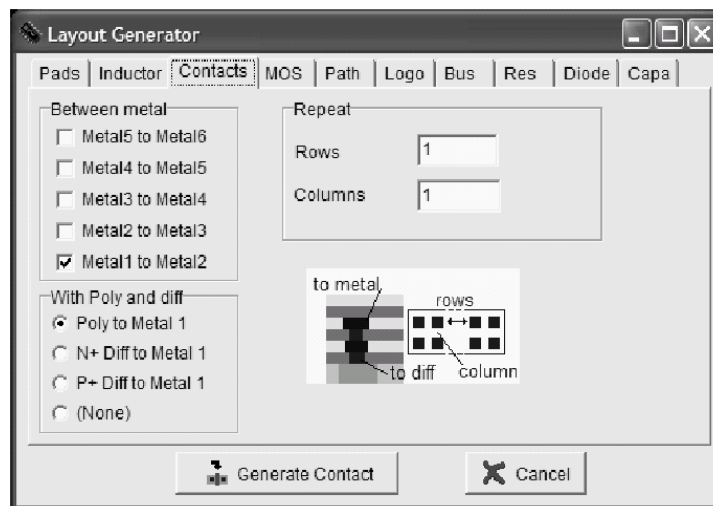 Layout Generator
Pads Inductor Contacts MOS Path Logo Bus Res Diode Capa
Between metal
Metal5 to Metal6
Metal4 to Metal5
Metal3 to Metal4
Metal2 to Metal3
Metal1 to Metal2
With Poly and diff
Poly to Metal 1
N+ Diff to Metal 1
P+ Diff to Metal 1
(None)
Repeat
Rows 1
Columns 1
to metal
rows
to diff column
Generate Contact Cancel